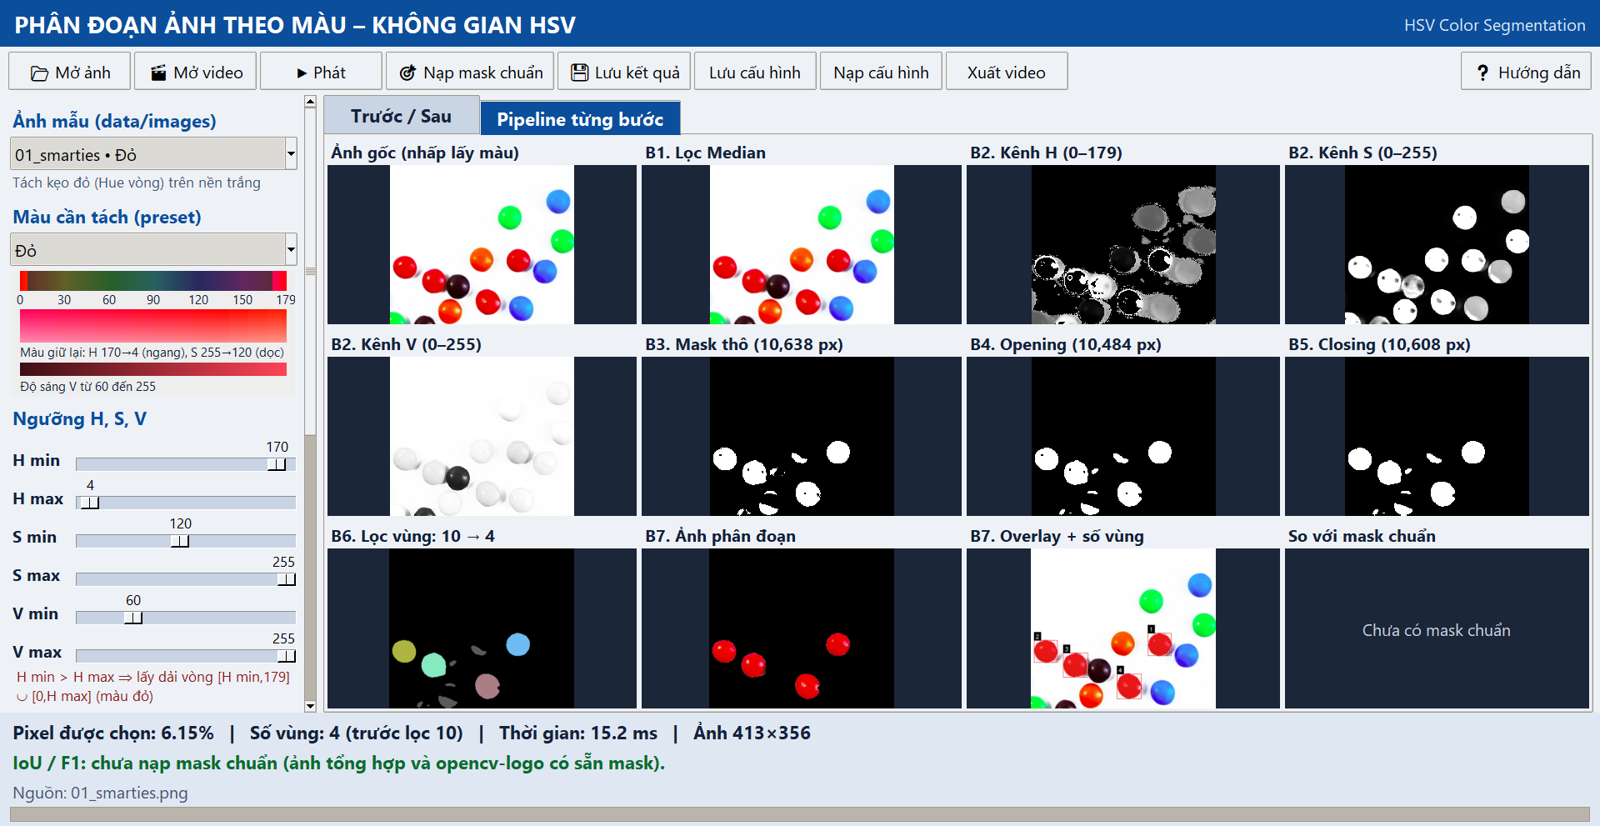 PHÂN ĐOẠN ẢNH THEO MÀU – KHÔNG GIAN HSV
HSV Color Segmentation
Mở ảnh
Mở video
Phát
Nạp mask chuẩn
Lưu kết quả
Lưu cấu hình
Nạp cấu hình
Xuất video
? Hướng dẫn
Ảnh mẫu (data/images)
01_smarties • Đỏ
Tách kẹo đỏ (Hue vòng) trên nền trắng
Màu cần tách (preset)
Đỏ
0 30 60 90 120 150 179
Màu giữ lại: H 170→4 (ngang), S 255→120 (dọc)
Độ sáng V từ 60 đến 255
Ngưỡng H, S, V
170
H min
4
H max
120
S min
255
S max
60
V min
255
V max
H min > H max ⇒ lấy dải vòng [H min,179]
∪ [0,H max] (màu đỏ)
Trước / Sau
Pipeline từng bước
Ảnh gốc (nhấp lấy màu)
B1. Lọc Median
B2. Kênh H (0–179)
B2. Kênh S (0–255)
B2. Kênh V (0–255)
B3. Mask thô (10,638 px)
B4. Opening (10,484 px)
B5. Closing (10,608 px)
B6. Lọc vùng: 10 → 4
B7. Ảnh phân đoạn
B7. Overlay + số vùng
So với mask chuẩn
1
2
3
4
Chưa có mask chuẩn
Pixel được chọn: 6.15% | Số vùng: 4 (trước lọc 10) | Thời gian: 15.2 ms | Ảnh 413×356
IoU / F1: chưa nạp mask chuẩn (ảnh tổng hợp và opencv-logo có sẵn mask).
Nguồn: 01_smarties.png